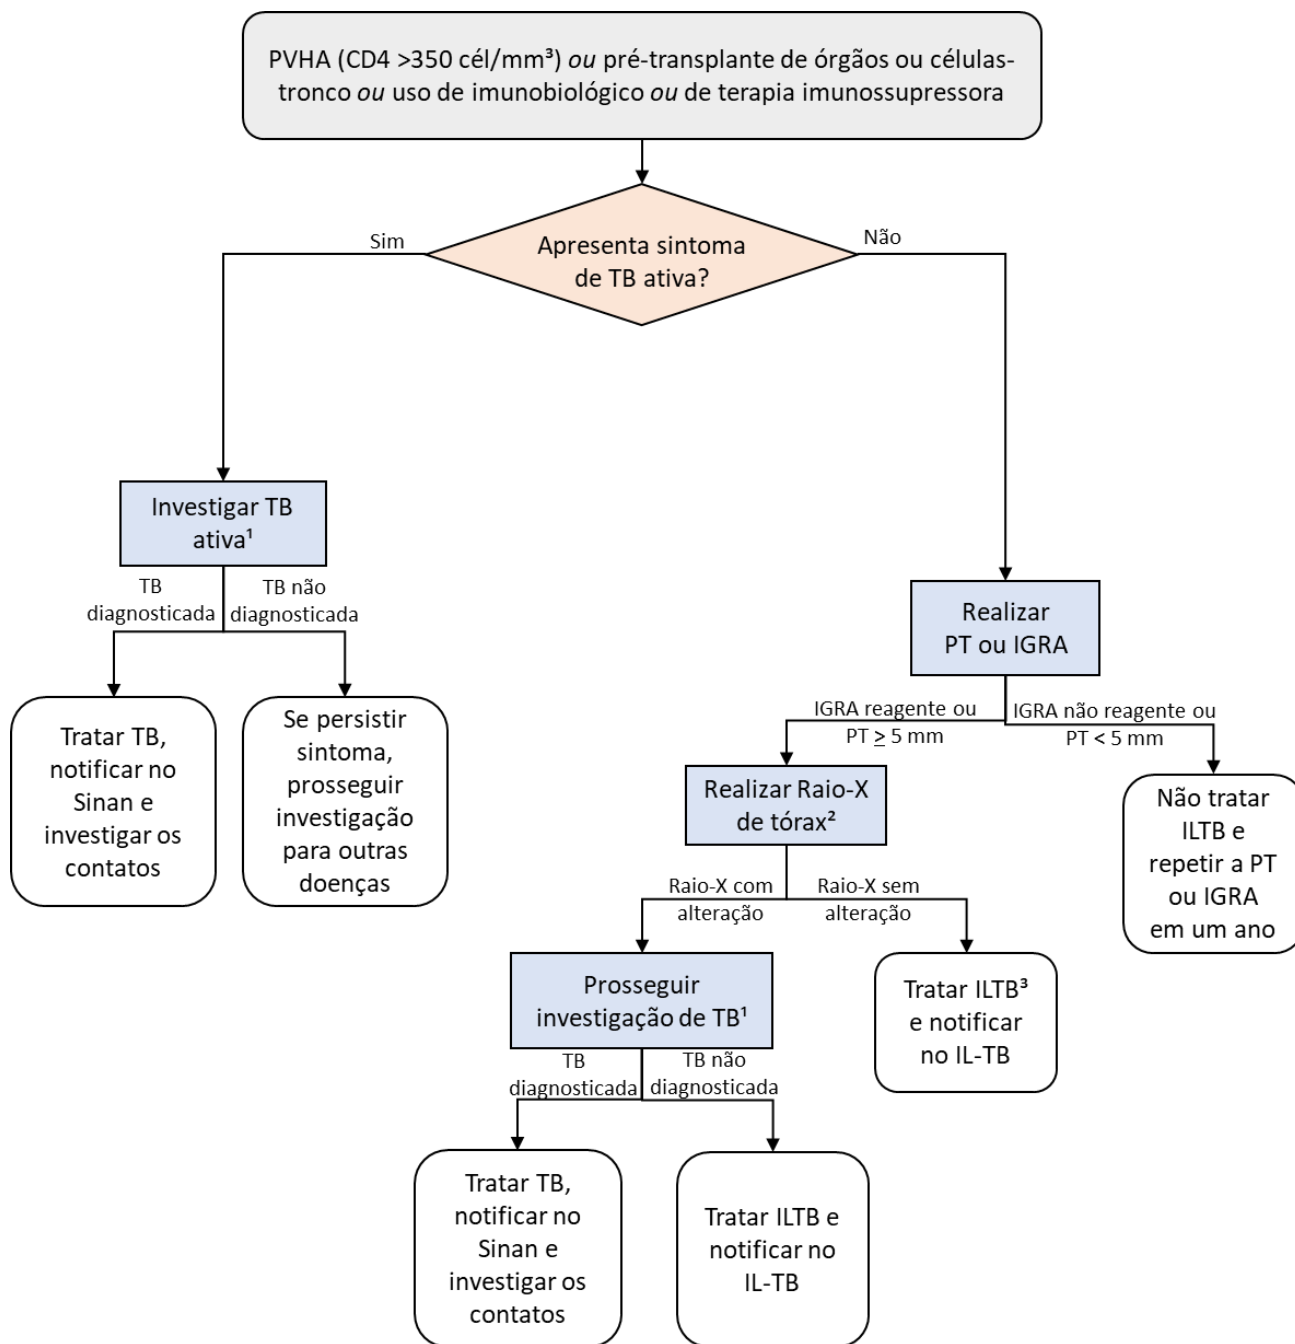 PVHA (CD4 >350 cél/mm³) ou pré-transplante de órgãos ou células-
tronco ou uso de imunobiológico ou de terapia imunossupressora
Apresenta sintoma
de TB ativa?
Sim
Não
Investigar TB
ativa¹
TB
diagnosticada
TB não
diagnosticada
Tratar TB,
notificar no
Sinan e
investigar os
contatos
Se persistir
sintoma,
prosseguir
investigação
para outras
doenças
Realizar
PT ou IGRA
IGRA reagente ou
PT ≥ 5 mm
IGRA não reagente ou
PT < 5 mm
Realizar Raio-X
de tórax²
Não tratar
ILTB e
repetir a PT
ou IGRA
em um ano
Raio-X com
alteração
Raio-X sem
alteração
Prosseguir
investigação de TB¹
Tratar ILTB³
e notificar
no IL-TB
TB
diagnosticada
TB não
diagnosticada
Tratar TB,
notificar no
Sinan e
investigar os
contatos
Tratar ILTB e
notificar no
IL-TB